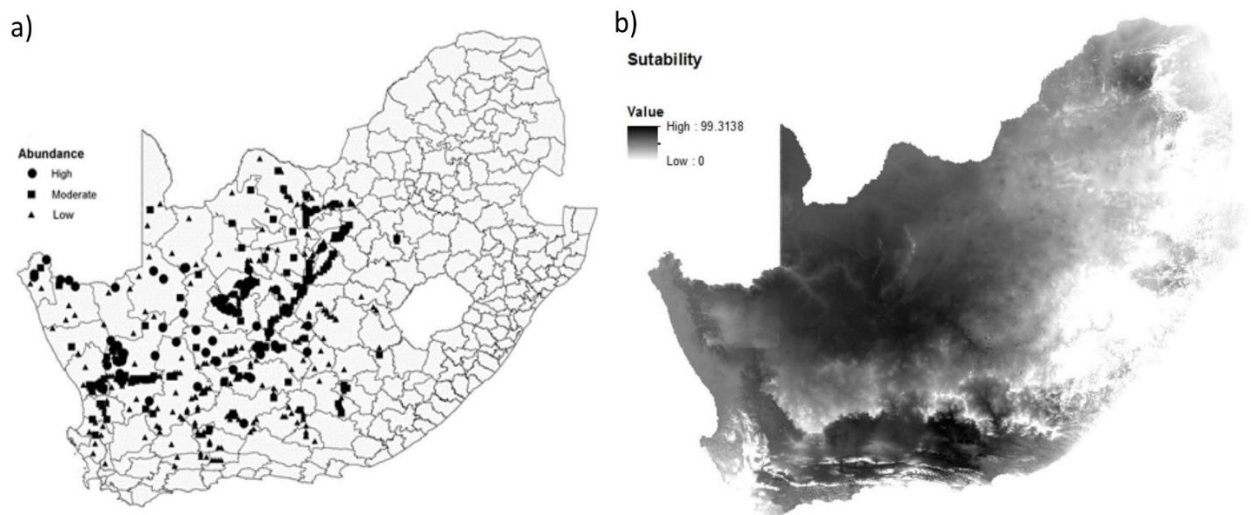 a)
Abundance
High
Moderate
Low
b)
Sutability
Value
High : 99.3138
Low : 0